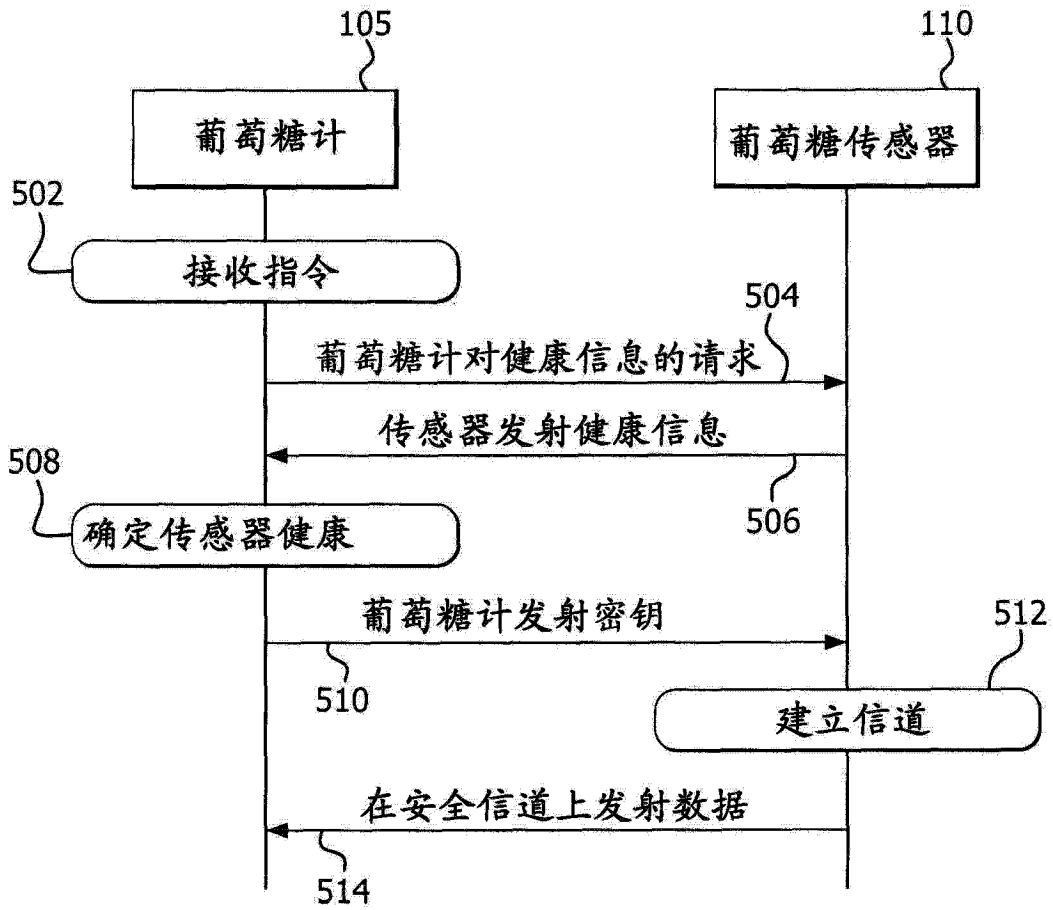 105
110
葡萄糖计
葡萄糖传感器
502
接收指令
504
葡萄糖计对健康信息的请求
传感器发射健康信息
506
508
确定传感器健康
葡萄糖计发射密钥
510
512
建立信道
在安全信道上发射数据
514